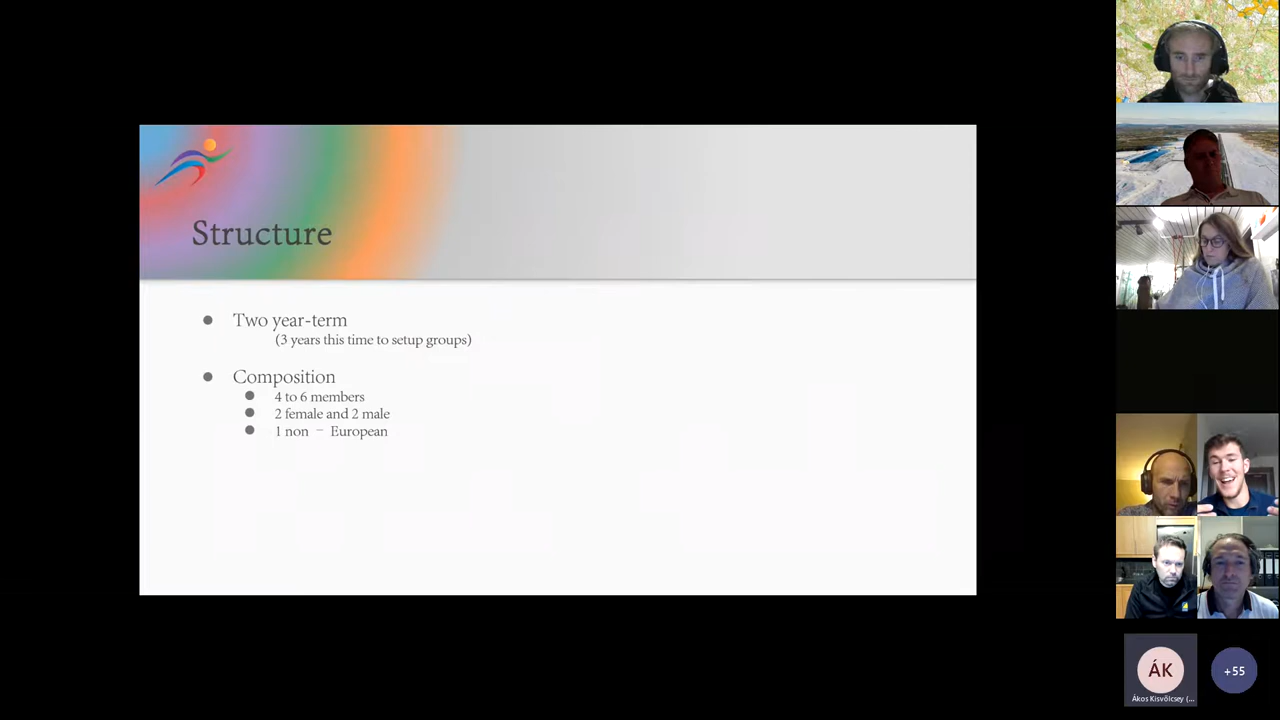 Structure
Two year-term
(3 years this time to setup groups)
Composition
4 to 6 members
2 female and 2 male
1 non – European
ÁK
+55
Ákos Kisvölcsey (...